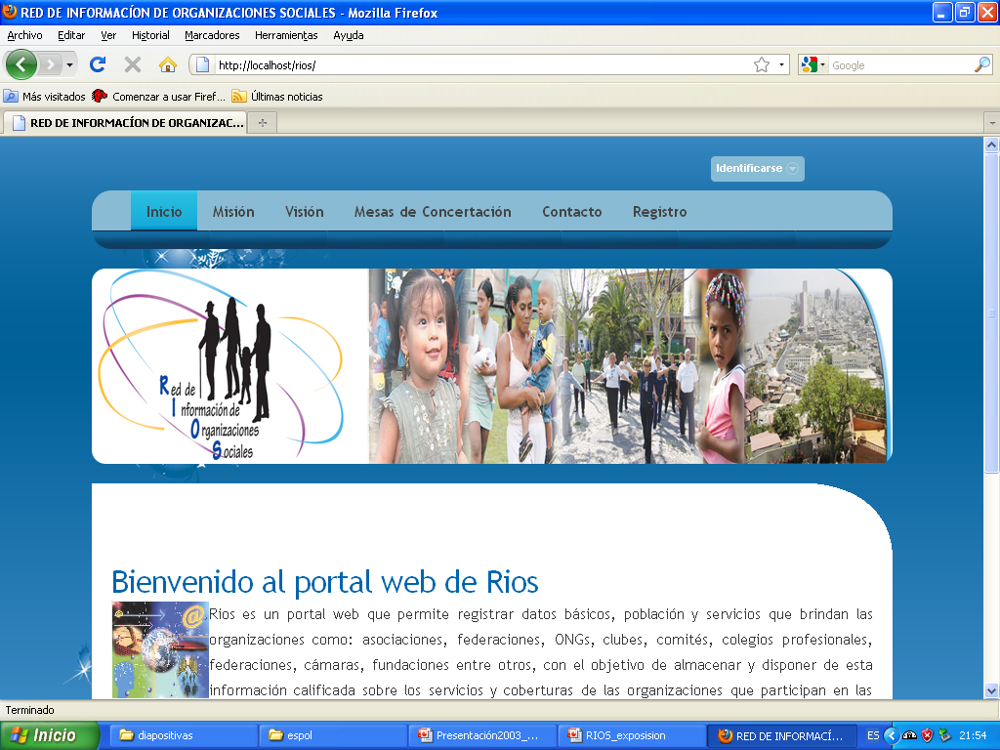 RED DE INFORMACÍON DE ORGANIZACIONES SOCIALES - Mozilla Firefox
Archivo Editar Ver Historial Marcadores Herramientas Ayuda
http://localhost/rios/
Google
Más visitados Comenzar a usar Firef... Últimas noticias
RED DE INFORMACÍON DE ORGANIZAC...
Identificarse
Inicio Misión Visión Mesas de Concertación Contacto Registro
Red de
Información de
Organizaciones
Sociales
Bienvenido al portal web de Rios
@
Rios es un portal web que permite registrar datos básicos, población y servicios que brindan las
organizaciones como: asociaciones, federaciones, ONGs, clubes, comités, colegios profesionales,
federaciones, cámaras, fundaciones entre otros, con el objetivo de almacenar y disponer de esta
información calificada sobre los servicios y coberturas de las organizaciones que participan en las
Terminado
Inicio diapositivas espol Presentación2003_... RIOS_exposision RED DE INFORMACÍ... ES 21:54